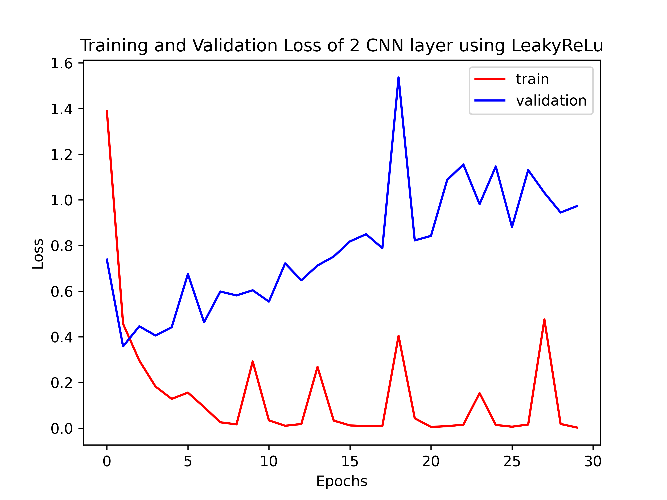 Training and Validation Loss of 2 CNN layer using LeakyReLu
train
validation
1.6
1.4
1.2
1.0
0.8
0.6
0.4
0.2
0.0
Loss
0 5 10 15 20 25 30
Epochs